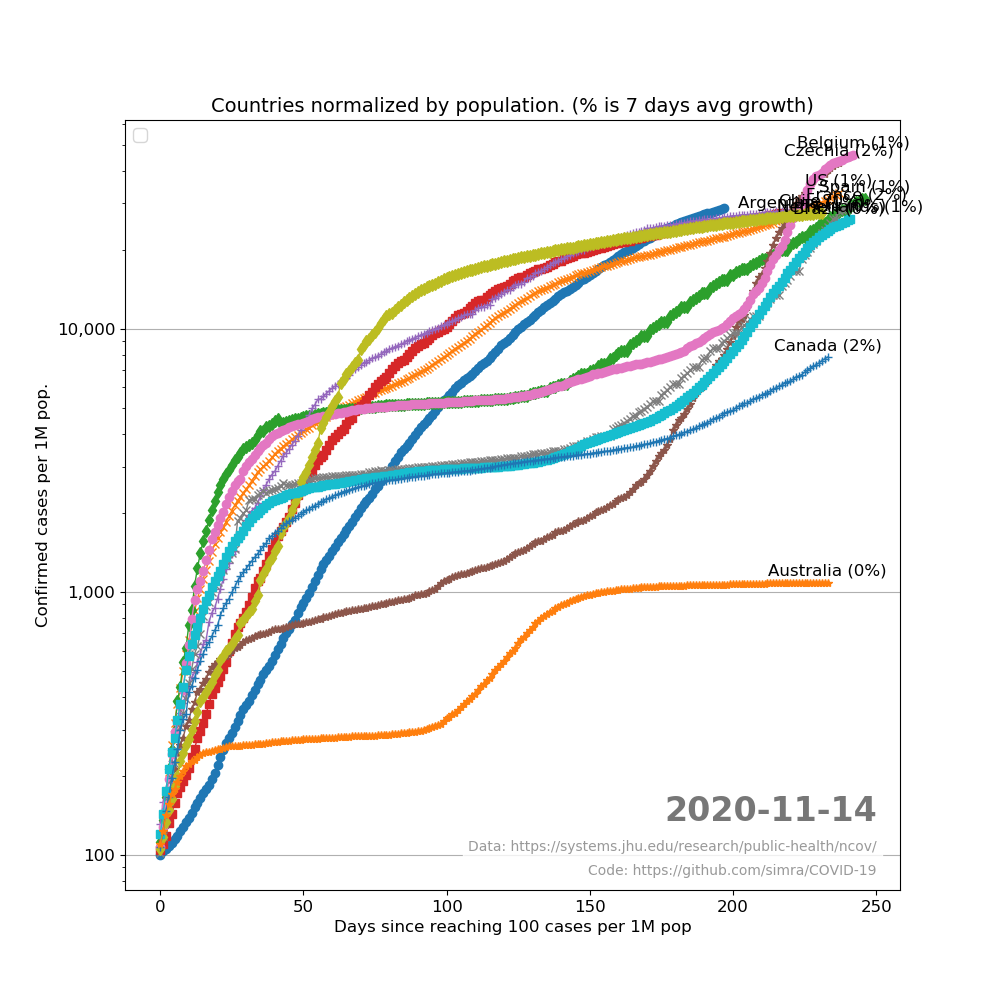 Countries normalized by population. (% is 7 days avg growth)
Belgium (1%)
Czechia (2%)
US (1%)
Spain (1%)
France (2%)
Brazil (0%)
10,000
Canada (2%)
Confirmed cases per 1M pop.
1,000
Australia (0%)
2020-11-14
Data: https://systems.jhu.edu/research/public-health/ncov/
100
Code: https://github.com/simra/COVID-19
0 50 100 150 200 250
Days since reaching 100 cases per 1M pop